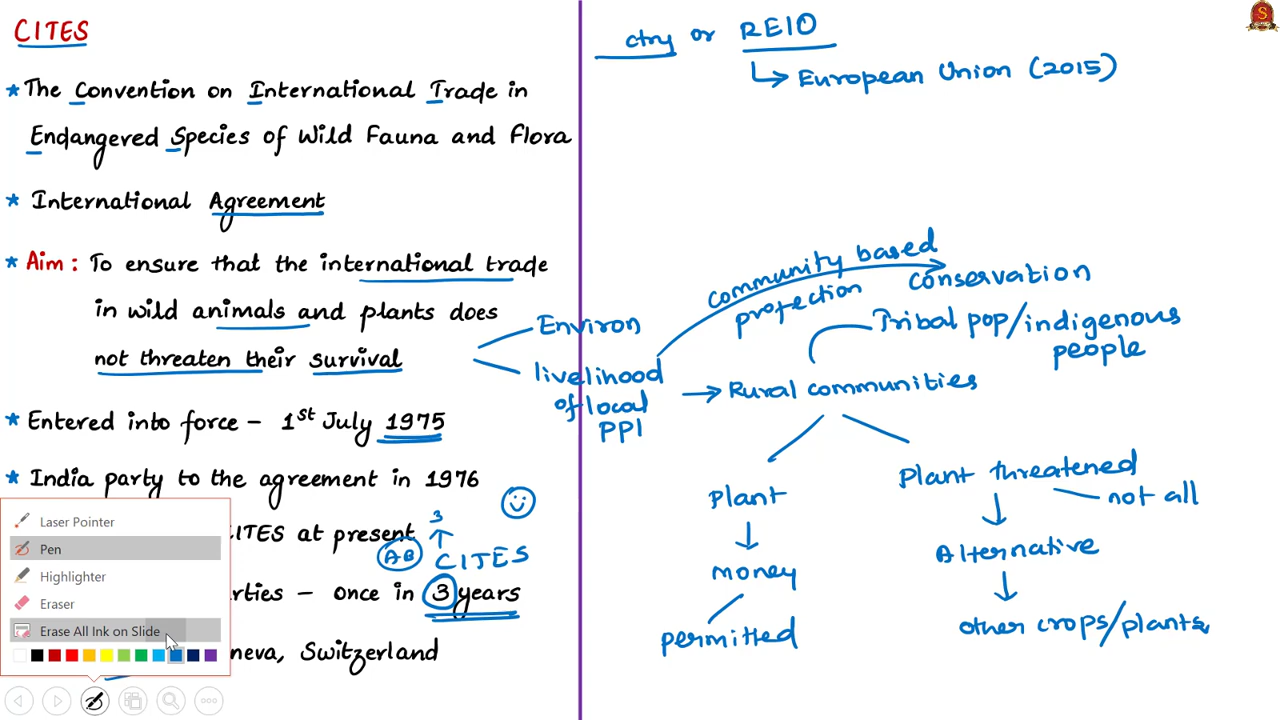 CITES
* The Convention on International Trade in
Endangered Species of Wild Fauna and Flora
* International Agreement
* Aim: To ensure that the international trade
in wild animals and plants does
not threaten their survival
* Entered into force - 1st July 1975
* India party to the agreement in 1976
CITES at present
3
AB CITES
rties - once in 3 years
neva, Switzerland
Laser Pointer
Pen
Highlighter
Eraser
Erase All Ink on Slide
ctry or REIO
European Union (2015)
Environ
livelihood
of local
PPl
community based
projection
conservation
Tribal pop/indigenous
people
Rural communities
Plant
money
permitted
Plant threatened
not all
Alternative
other crops/plants
S